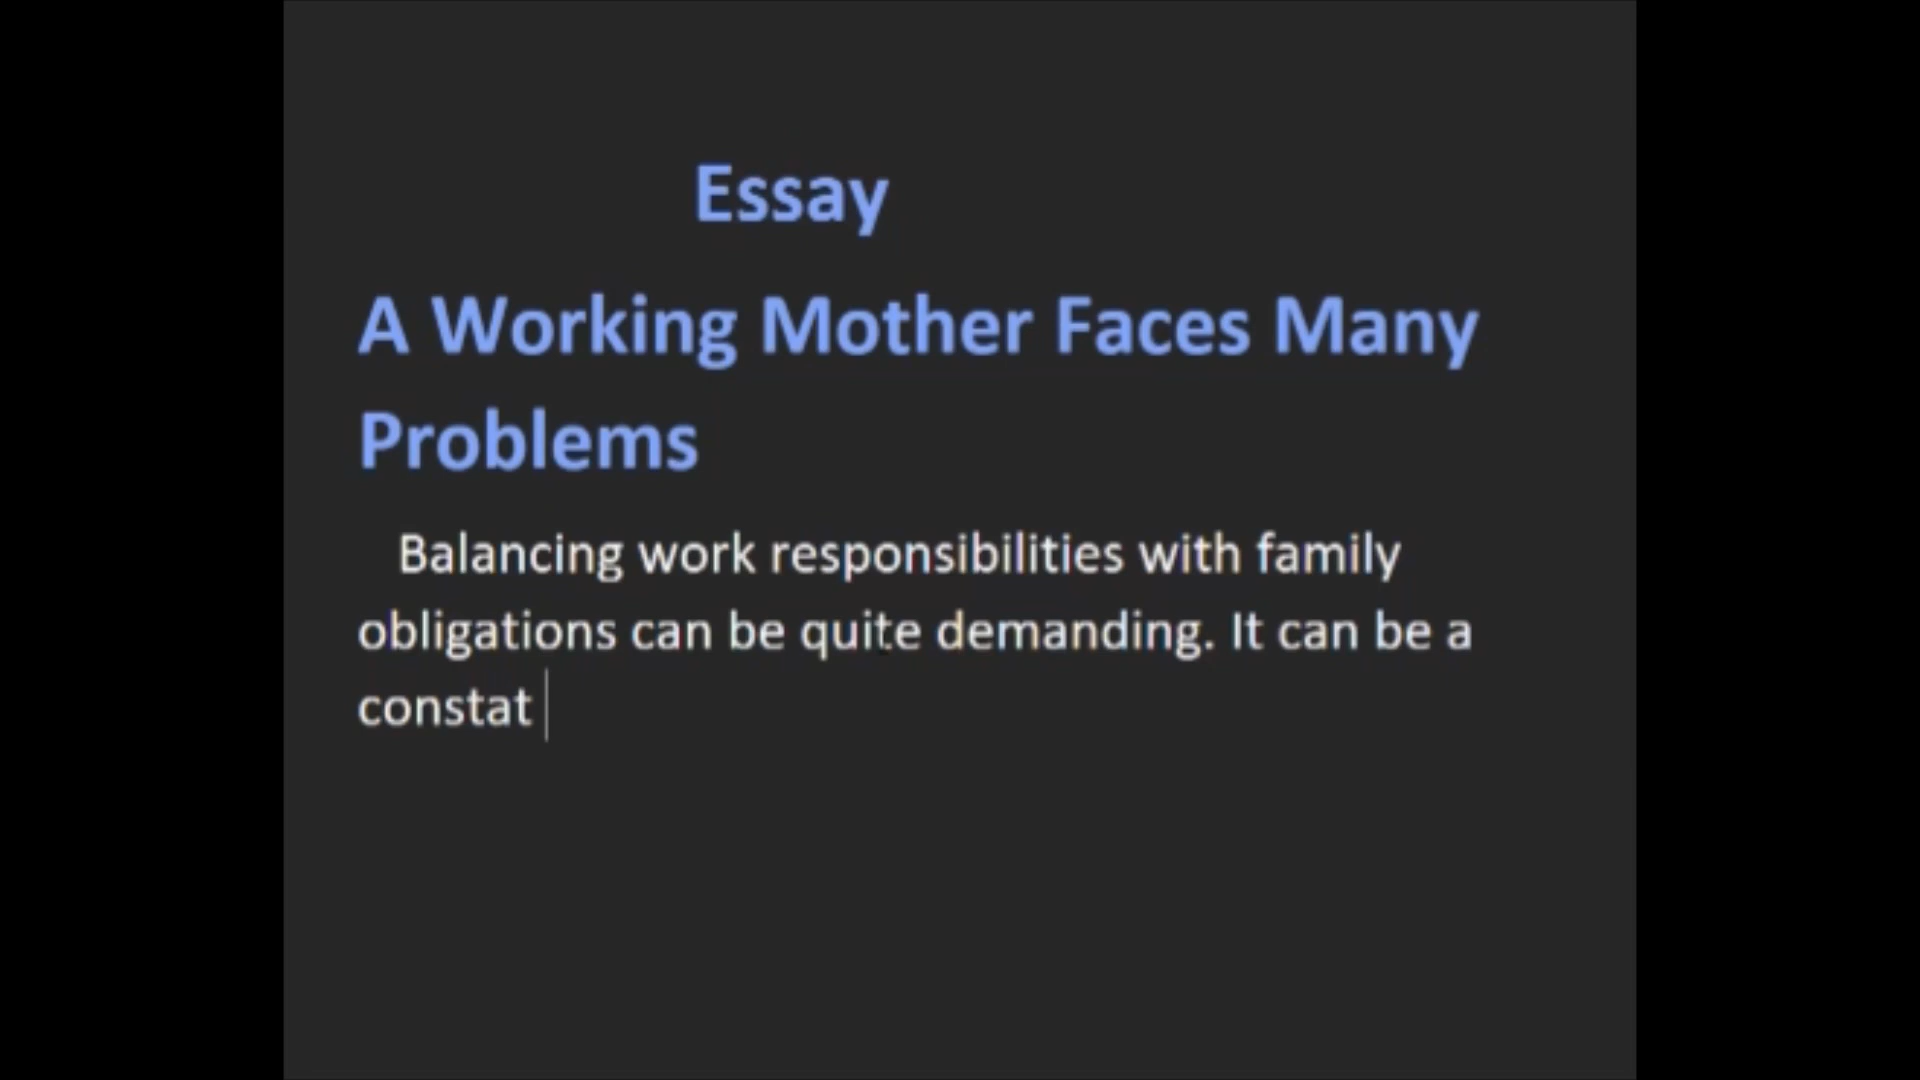 Essay
A Working Mother Faces Many
Problems
Balancing work responsibilities with family
obligations can be quite demanding. It can be a
constat